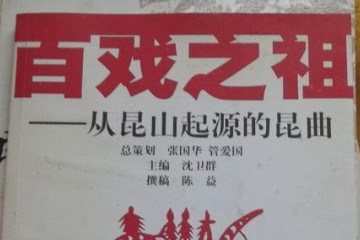 百戏之祖
——从昆山起源的昆曲
总策划 张国华 管爱国
主编 沈卫群
撰稿 陈益